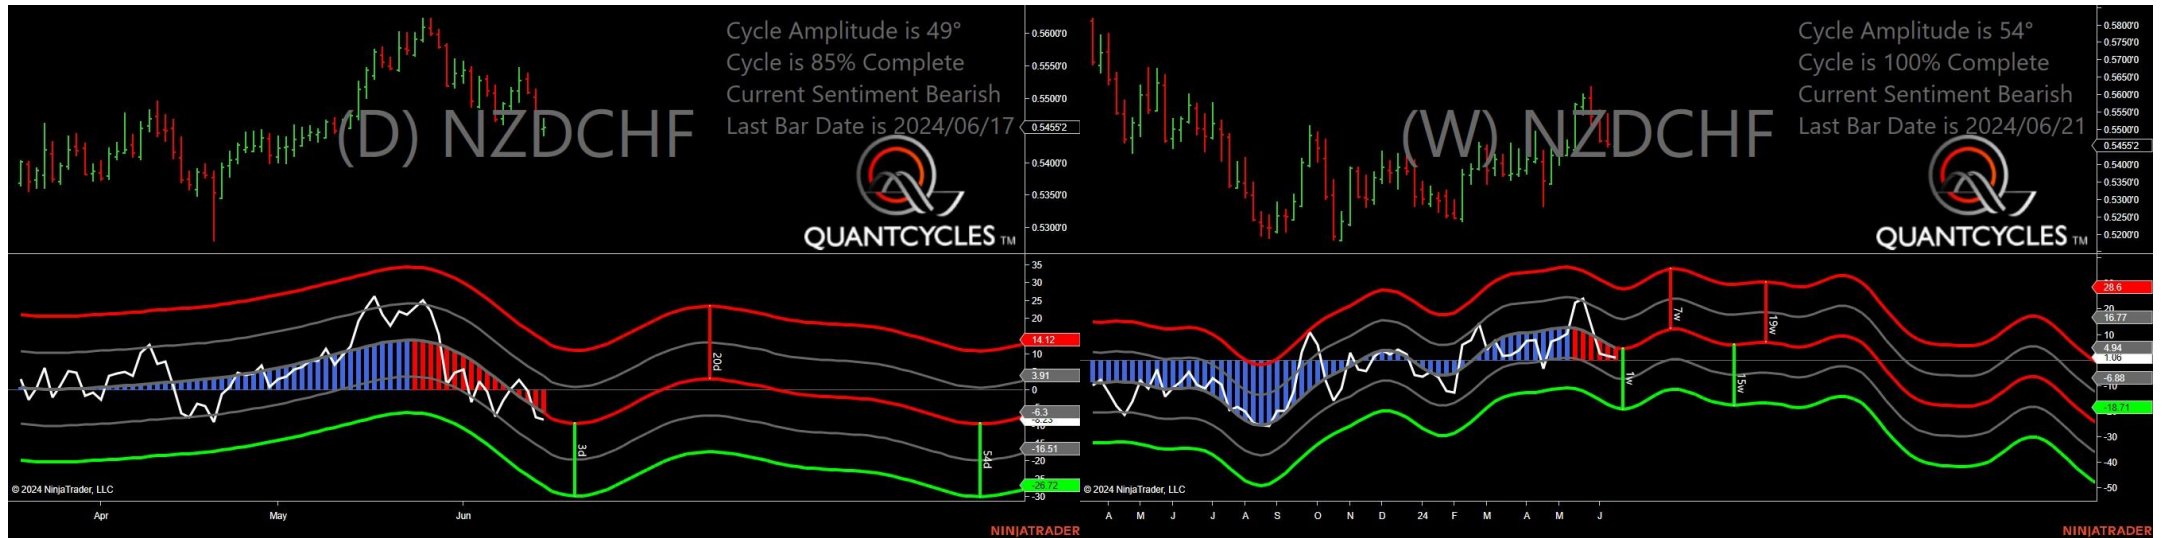 Cycle Amplitude is 49°
Cycle is 85% Complete
Current Sentiment Bearish
Last Bar Date is 2024/06/17
(D) NZDCHF
QUANTCYCLES TM
0.5600'0
0.5550'0
0.5500'0
0.5455'2
0.5400'0
0.5350'0
0.5300'0
35
30
25
20
14.12
10
3.91
0
-6.3
-16.51
-20
-26.72
-30
20d
3d
54d
© 2024 NinjaTrader, LLC
Apr May Jun
NINJATRADER
Cycle Amplitude is 54°
Cycle is 100% Complete
Current Sentiment Bearish
Last Bar Date is 2024/06/21
(W) NZDCHF
QUANTCYCLES TM
0.5800'0
0.5750'0
0.5700'0
0.5650'0
0.5600'0
0.5550'0
0.5500'0
0.5455'2
0.5400'0
0.5350'0
0.5300'0
0.5250'0
0.5200'0
28.6
20
16.77
10
4.94
1.06
-6.88
-10
-18.71
-30
-40
-50
7w
19w
1w
15w
© 2024 NinjaTrader, LLC
A M J J A S O N D 24 F M A M J
NINJATRADER